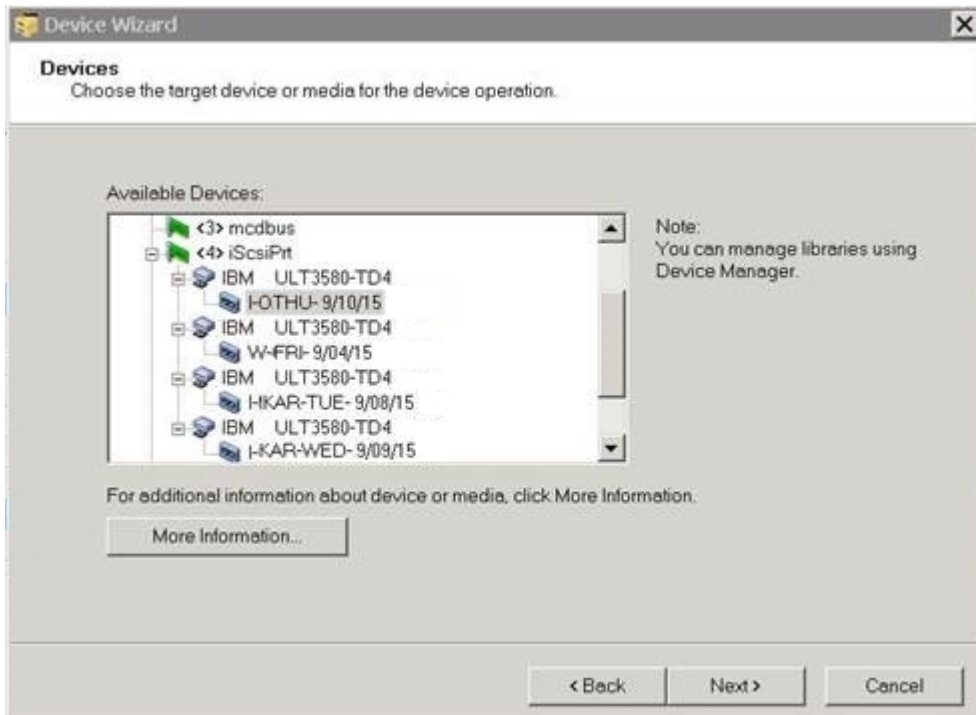 Device Wizard
Devices
Choose the target device or media for the device operation.
Available Devices:
<3> mcdbus
<4> iScsiPrt
IBM ULT3580-TD4
I-OTHU- 9/10/15
IBM ULT3580-TD4
W-FRI- 9/04/15
IBM ULT3580-TD4
I-IKAR-TUE- 9/08/15
IBM ULT3580-TD4
I-KAR-WED- 9/09/15
Note:
You can manage libraries using
Device Manager.
For additional information about device or media, click More Information.
More Information...
< Back
Next >
Cancel